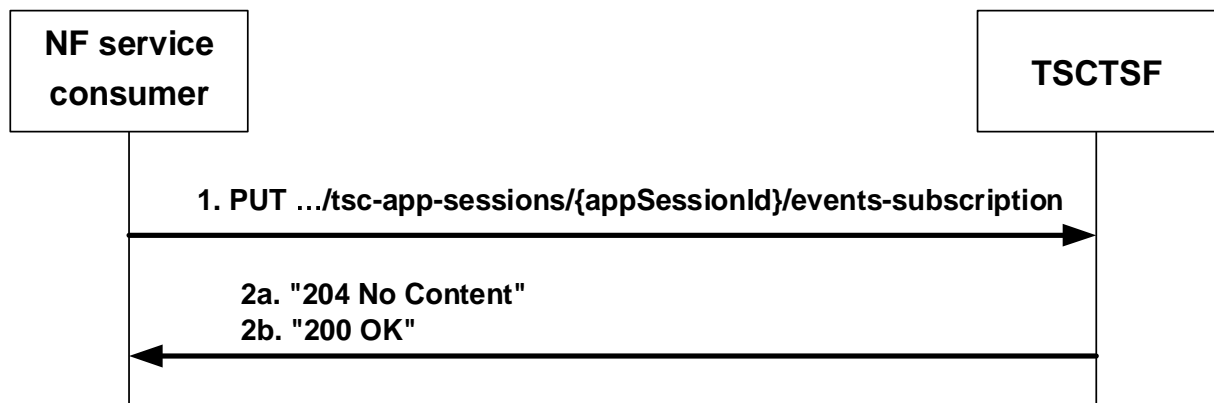 NF service
consumer
TSCTSF
1. PUT …/tsc-app-sessions/{appSessionId}/events-subscription
2a. "204 No Content"
2b. "200 OK"